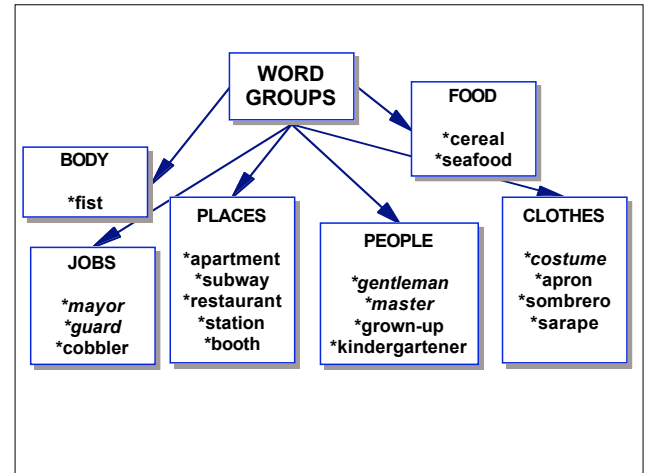 WORD
GROUPS
FOOD
*cereal
*seafood
BODY
*fist
JOBS
*mayor
*guard
*cobbler
PLACES
*apartment
*subway
*restaurant
*station
*booth
PEOPLE
*gentleman
*master
*grown-up
*kindergartener
CLOTHES
*costume
*apron
*sombrero
*sarape